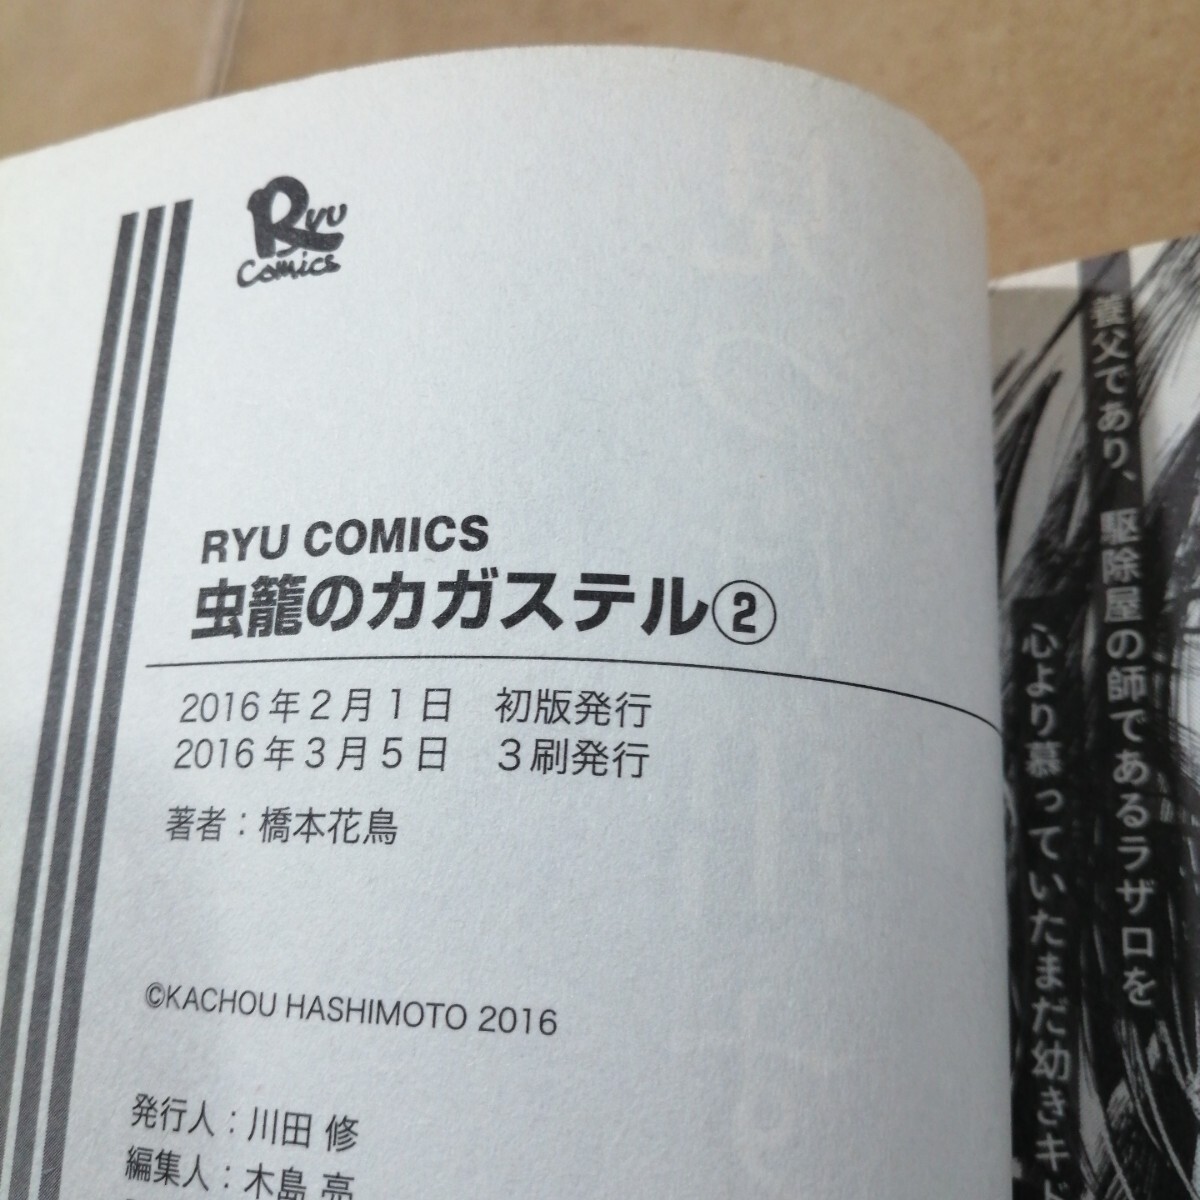 RYU
COMICS
RYU COMICS
虫籠のカガステル②
2016年2月1日　初版発行
2016年3月5日　3刷発行
著者：橋本花鳥
©KACHOU HASHIMOTO 2016
発行人：川田 修
編集人：木島 亮
養父であり、駆除屋の師であるラザロを
心より慕っていたまだ幼きキド